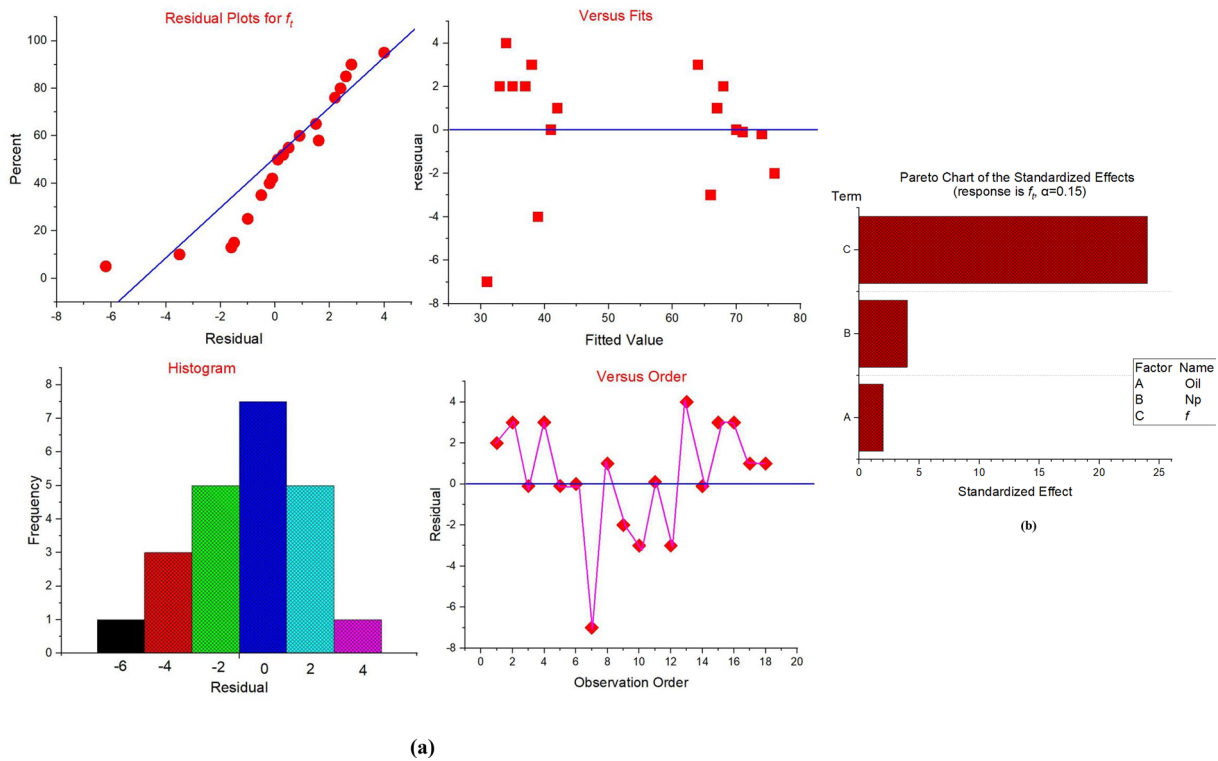 Residual Plots for ft
Percent
100
80
60
40
20
0
-8 -6 -4 -2 0 2 4
Residual
Versus Fits
Residual
4
2
0
-2
-4
-6
-8
30 40 50 60 70 80
Fitted Value
Histogram
Frequency
8
7
5
4
3
2
1
0
-6 -4 -2 0 2 4
Residual
Versus Order
Residual
4
2
0
-2
-4
-6
-8
0 2 4 6 8 10 12 14 16 18 20
Observation Order
(a)
Pareto Chart of the Standardized Effects
(response is ft, α=0.15)
Term
C
B
A
0 5 10 15 20 25
Standardized Effect
Factor Name
A Oil
B Np
C f
(b)